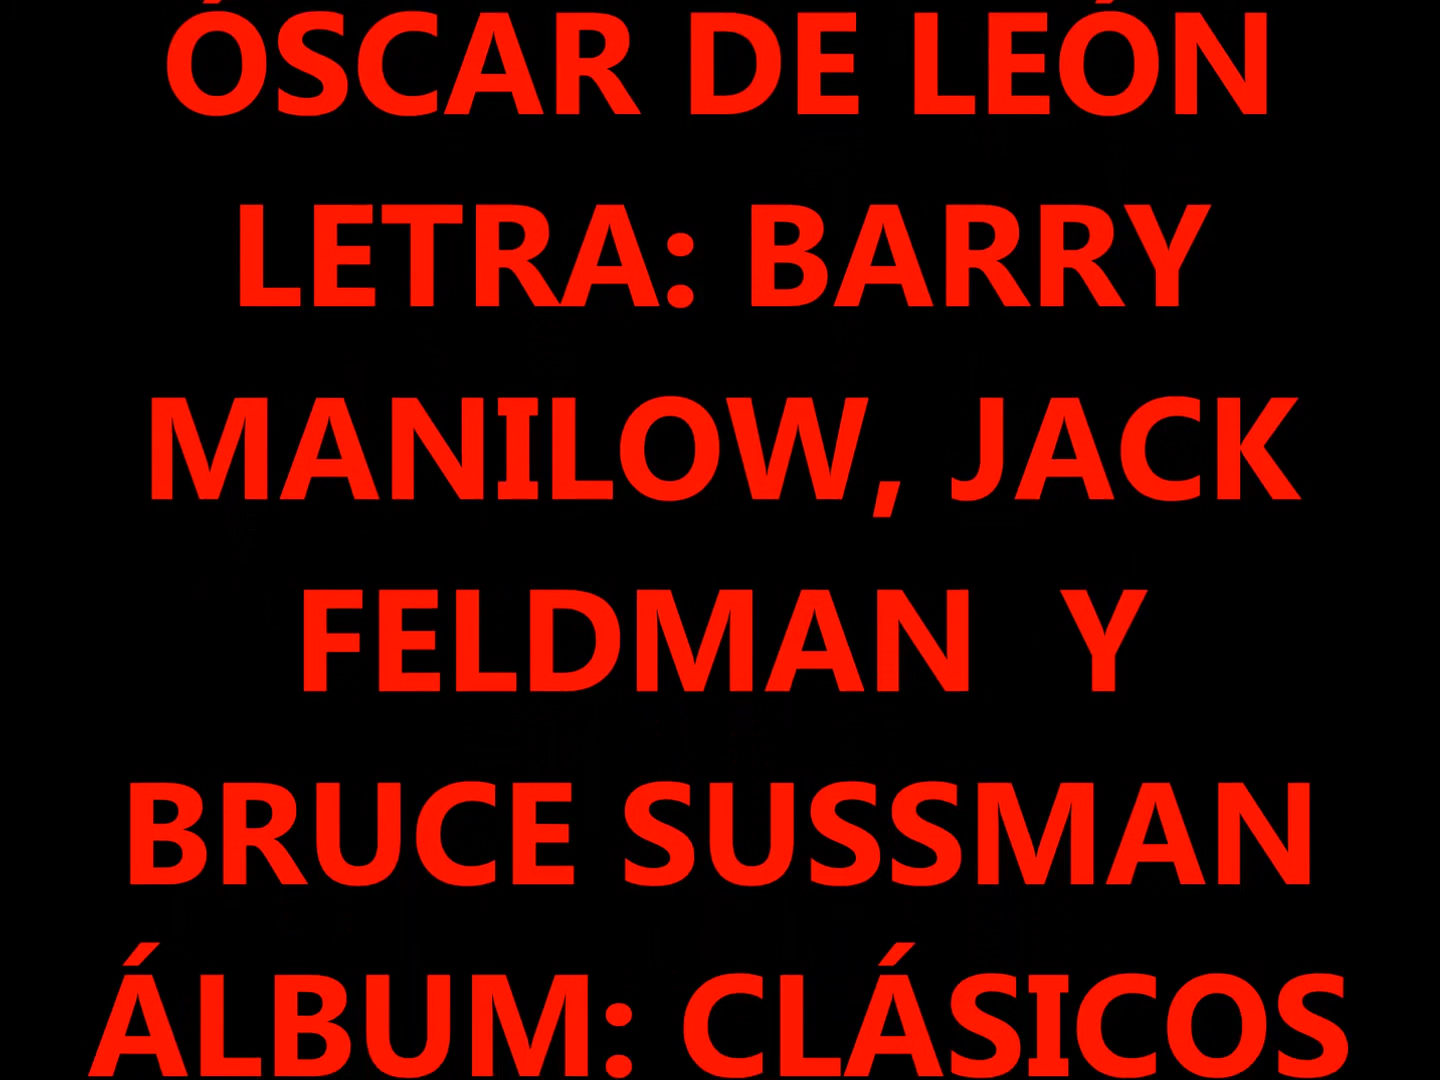 ÓSCAR DE LEÓN
LETRA: BARRY
MANILOW, JACK
FELDMAN  Y
BRUCE SUSSMAN
ÁLBUM: CLÁSICOS